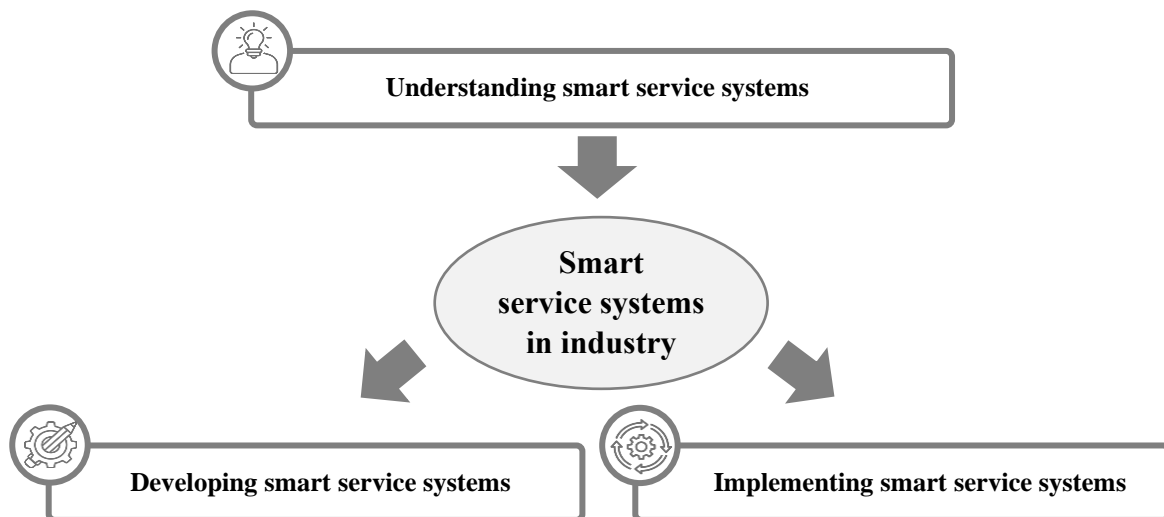 Understanding smart service systems
Smart
service systems
in industry
Developing smart service systems
Implementing smart service systems